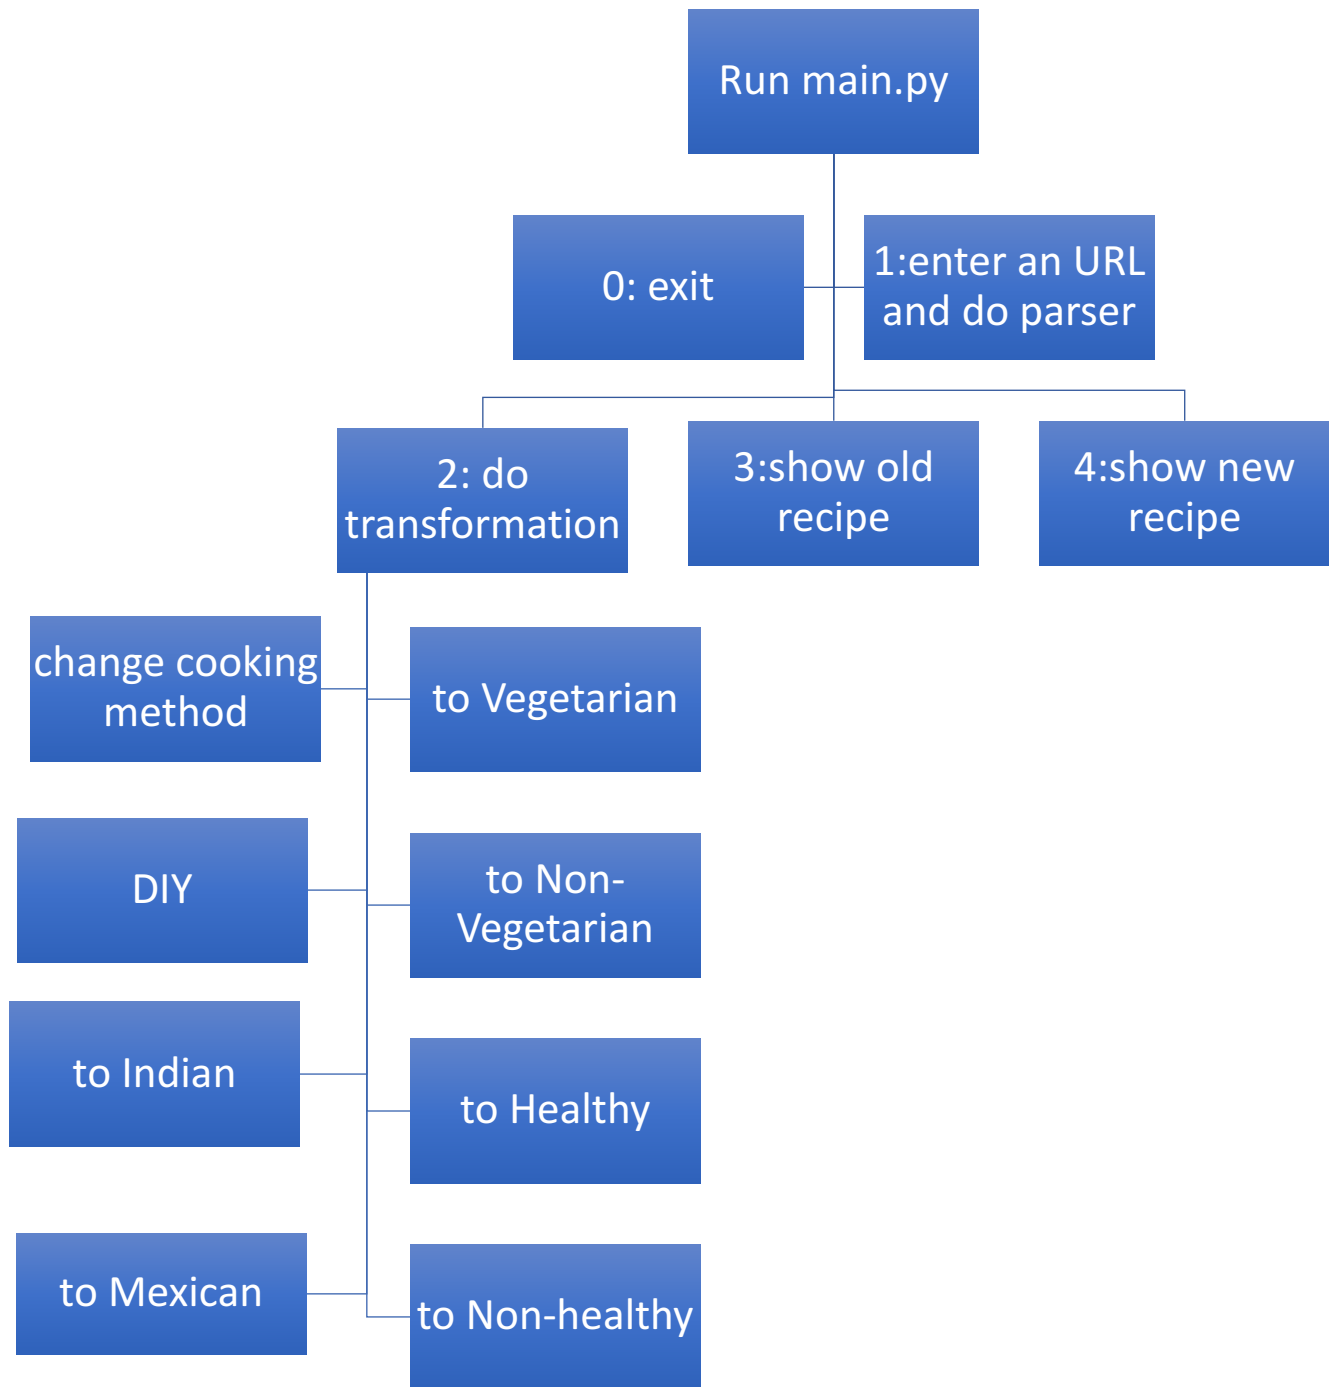 Run main.py
0: exit
1:enter an URL
and do parser
2: do
transformation
3:show old
recipe
4:show new
recipe
change cooking
method
to Vegetarian
DIY
to Non-
Vegetarian
to Indian
to Healthy
to Mexican
to Non-healthy